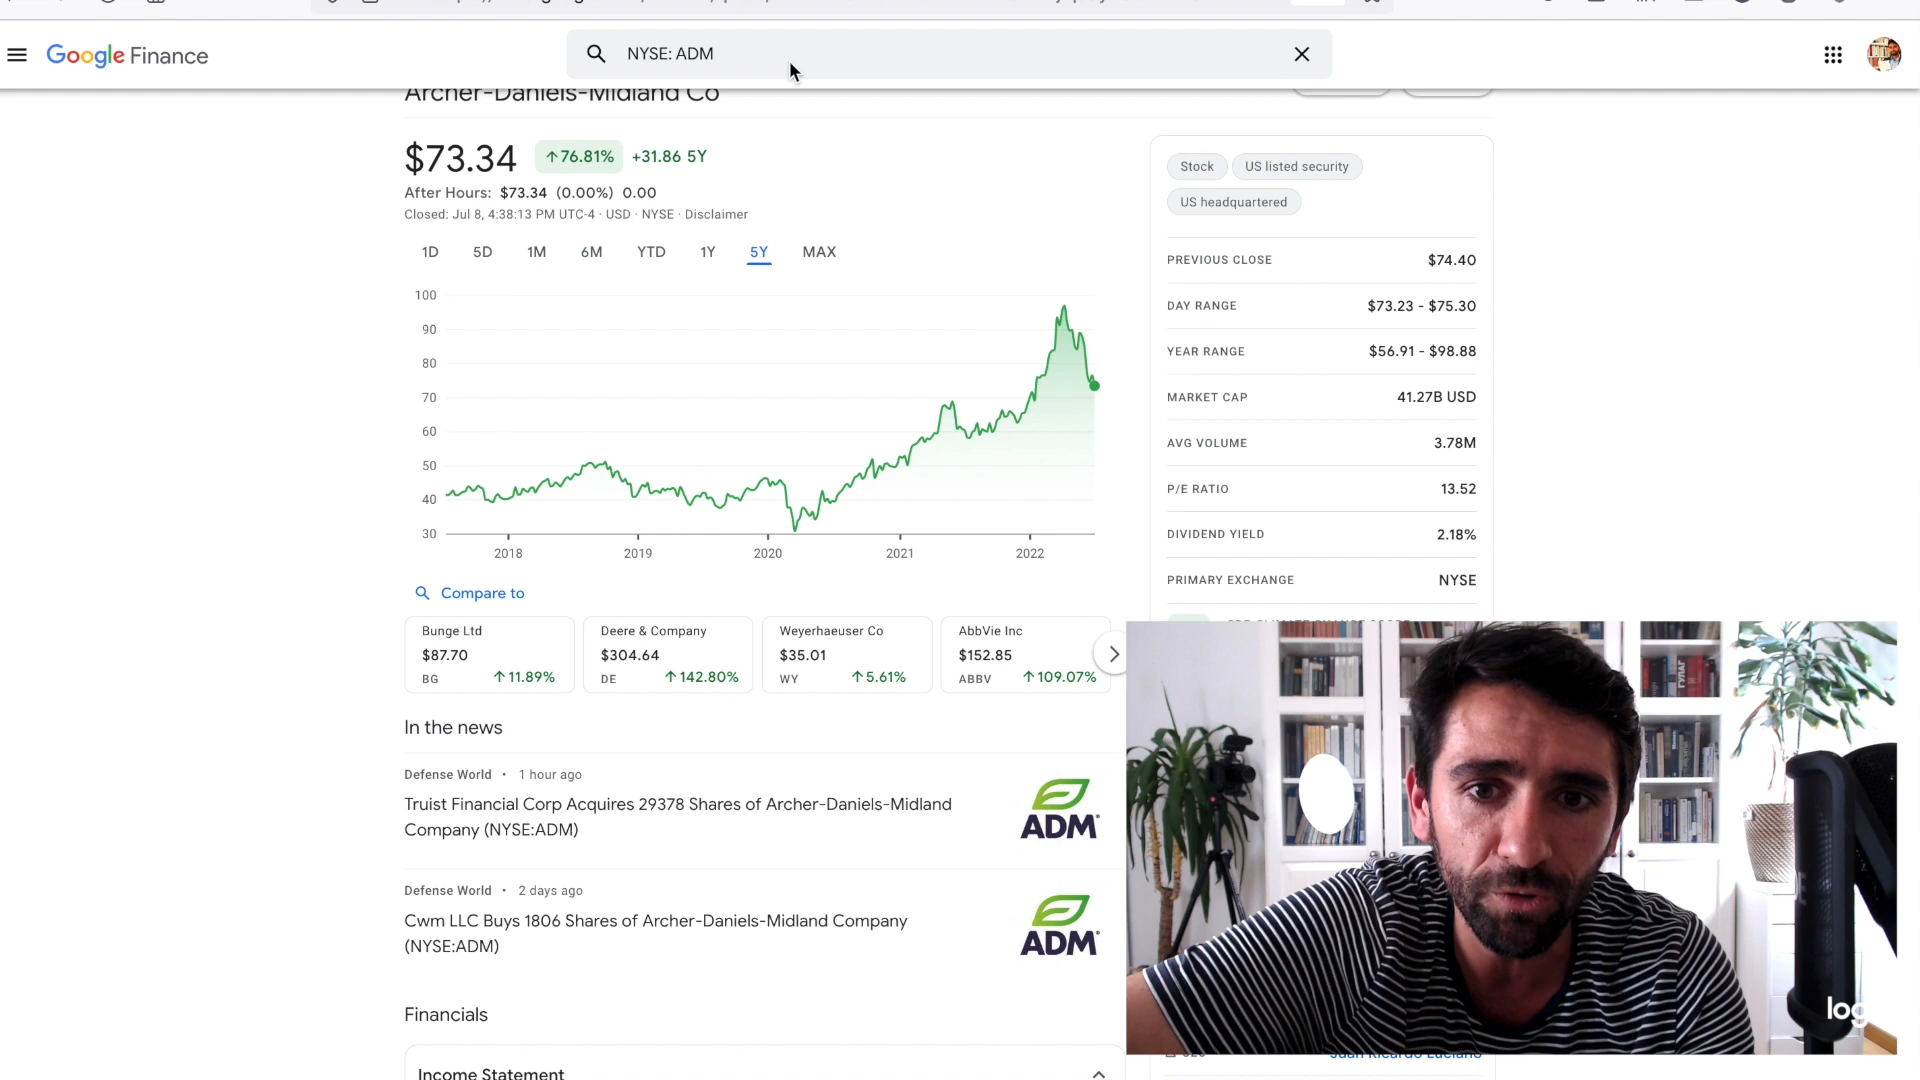 Google Finance
NYSE: ADM
Archer-Daniels-Midland Co
$73.34
↑76.81%
+31.86 5Y
After Hours: $73.34 (0.00%) 0.00
Closed: Jul 8, 4:38:13 PM UTC-4 · USD · NYSE · Disclaimer
1D 5D 1M 6M YTD 1Y 5Y MAX
100
90
80
70
60
50
40
30
2018 2019 2020 2021 2022
Compare to
Bunge Ltd
$87.70
BG ↑11.89%
Deere & Company
$304.64
DE ↑142.80%
Weyerhaeuser Co
$35.01
WY ↑5.61%
AbbVie Inc
$152.85
ABBV ↑109.07%
In the news
Defense World • 1 hour ago
Truist Financial Corp Acquires 29378 Shares of Archer-Daniels-Midland
Company (NYSE:ADM)
ADM
Defense World • 2 days ago
Cwm LLC Buys 1806 Shares of Archer-Daniels-Midland Company
(NYSE:ADM)
ADM
Financials
Income Statement
Stock
US listed security
US headquartered
PREVIOUS CLOSE $74.40
DAY RANGE $73.23 - $75.30
YEAR RANGE $56.91 - $98.88
MARKET CAP 41.27B USD
AVG VOLUME 3.78M
P/E RATIO 13.52
DIVIDEND YIELD 2.18%
PRIMARY EXCHANGE NYSE
ГУЛАГ
log
Juan Ricardo Luciano